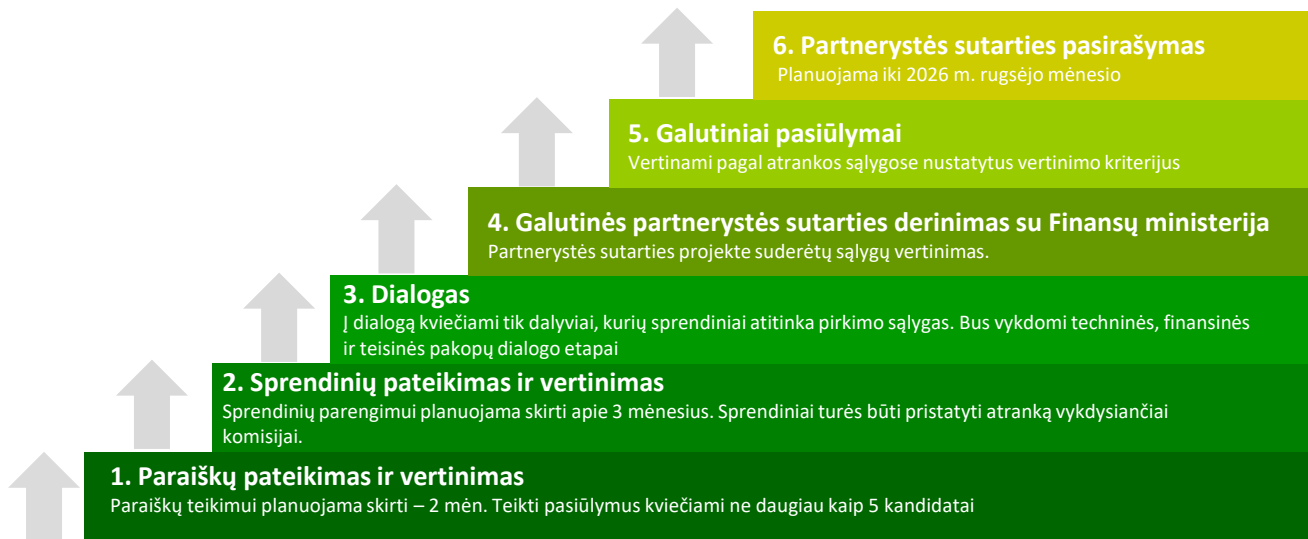 6. Partnerystės sutarties pasirašymas
Planuojama iki 2026 m. rugsėjo mėnesio
5. Galutiniai pasiūlymai
Vertinami pagal atrankos sąlygose nustatytus vertinimo kriterijus
4. Galutinės partnerystės sutarties derinimas su Finansų ministerija
Partnerystės sutarties projekte suderėtų sąlygų vertinimas.
3. Dialogas
Į dialogą kviečiami tik dalyviai, kurių sprendiniai atitinka pirkimo sąlygas. Bus vykdomi techninės, finansinės
ir teisinės pakopų dialogo etapai
2. Sprendinių pateikimas ir vertinimas
Sprendinių parengimui planuojama skirti apie 3 mėnesius. Sprendiniai turės būti pristatyti atranką vykdysiančiai
komisijai.
1. Paraiškų pateikimas ir vertinimas
Paraiškų teikimui planuojama skirti – 2 mėn. Teikti pasiūlymus kviečiami ne daugiau kaip 5 kandidatai